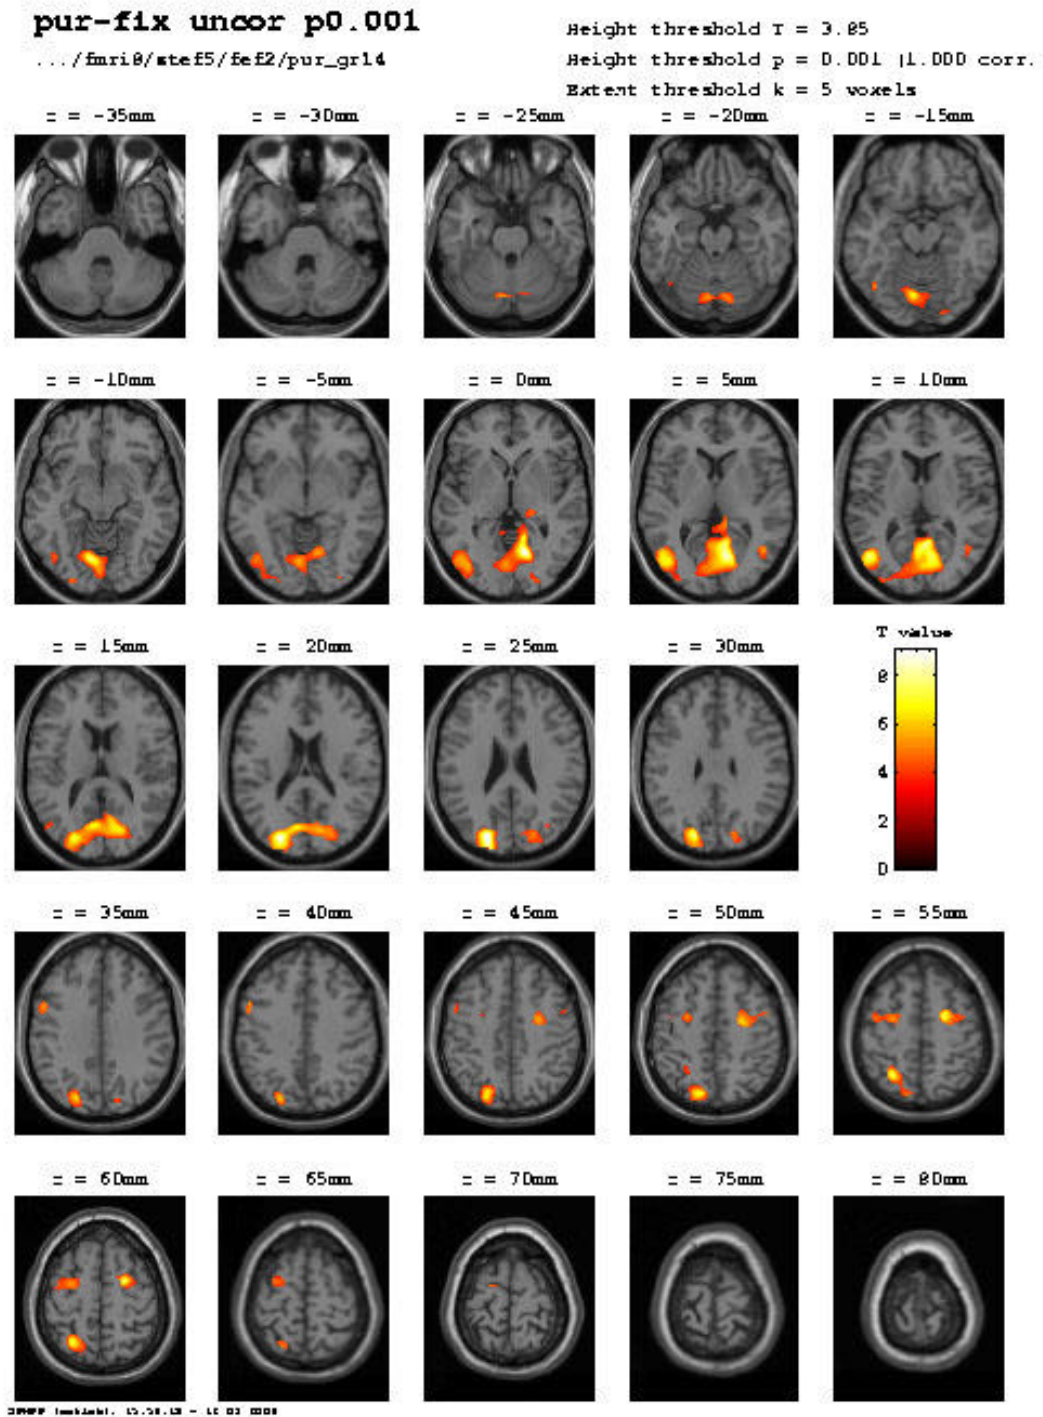 pur-fix uncor p0.001
.../fmri8/stef5/fef2/pur_gr14
Height threshold T = 3.85
Height threshold p = 0.001 |1.000 corr.
Extent threshold k = 5 voxels
z = -35mm z = -30mm z = -25mm z = -20mm z = -15mm
z = -10mm z = -5mm z = 0mm z = 5mm z = 10mm
z = 15mm z = 20mm z = 25mm z = 30mm
T value
8
6
4
2
0
z = 35mm z = 40mm z = 45mm z = 50mm z = 55mm
z = 60mm z = 65mm z = 70mm z = 75mm z = 80mm